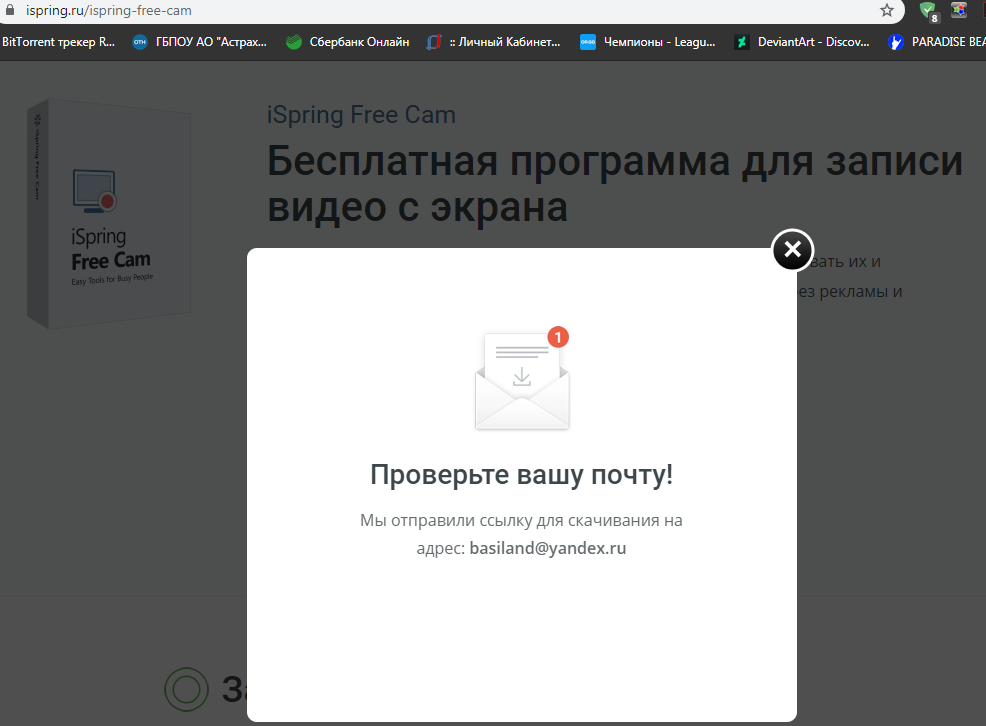 ispring.ru/ispring-free-cam
8
BitTorrent трекер R... ГБПОУ АО "Астрах... Сбербанк Онлайн :: Личный Кабинет... Чемпионы - Leagu... DeviantArt - Discov... PARADISE BEA
iSpring Free Cam
Бесплатная программа для записи
видео с экрана
iSpring Free Cam
iSpring
Free Cam
Easy Tools for Busy People
вать их и
ез рекламы и
1
Проверьте вашу почту!
Мы отправили ссылку для скачивания на
адрес: basiland@yandex.ru
За